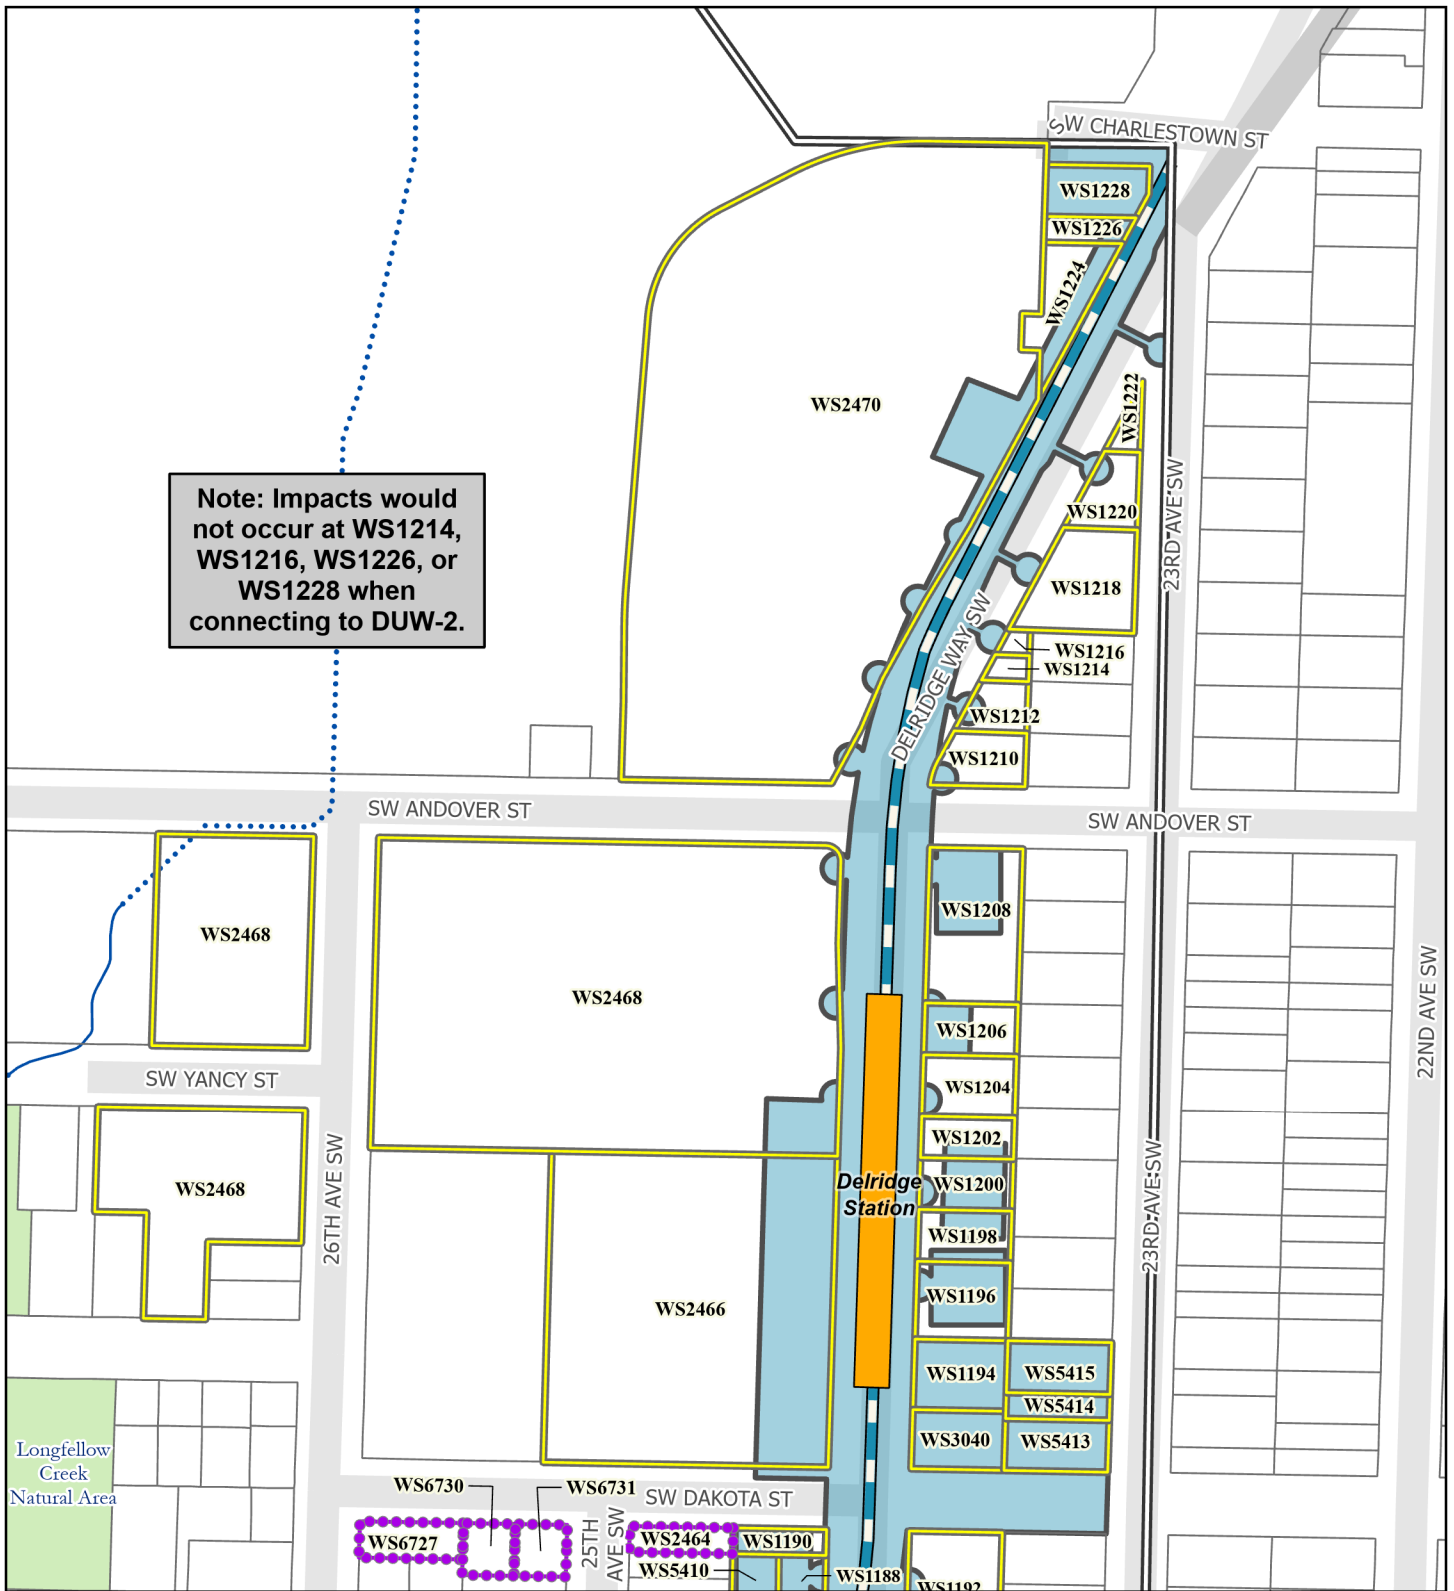 SW CHARLESTOWN ST
WS1228
WS1226
WS1224
WS2470
WS1222
Note: Impacts would
not occur at WS1214,
WS1216, WS1226, or
WS1228 when
connecting to DUW-2.
WS1220
23RD AVE SW
WS1218
DELRIDGE WAY SW
WS1216
WS1214
WS1212
WS1210
SW ANDOVER ST
SW ANDOVER ST
WS2468
WS2468
WS1208
22ND AVE SW
WS1206
SW YANCY ST
WS1204
WS1202
26TH AVE SW
WS2468
Delridge
Station
WS1200
23RD AVE SW
WS1198
WS2466
WS1196
WS1194
WS5415
WS5414
WS3040
WS5413
Longfellow
Creek
Natural Area
WS6730
WS6731
SW DAKOTA ST
WS6727
25TH
AVE SW
WS2464
WS1190
WS5410
WS1188
WS1192